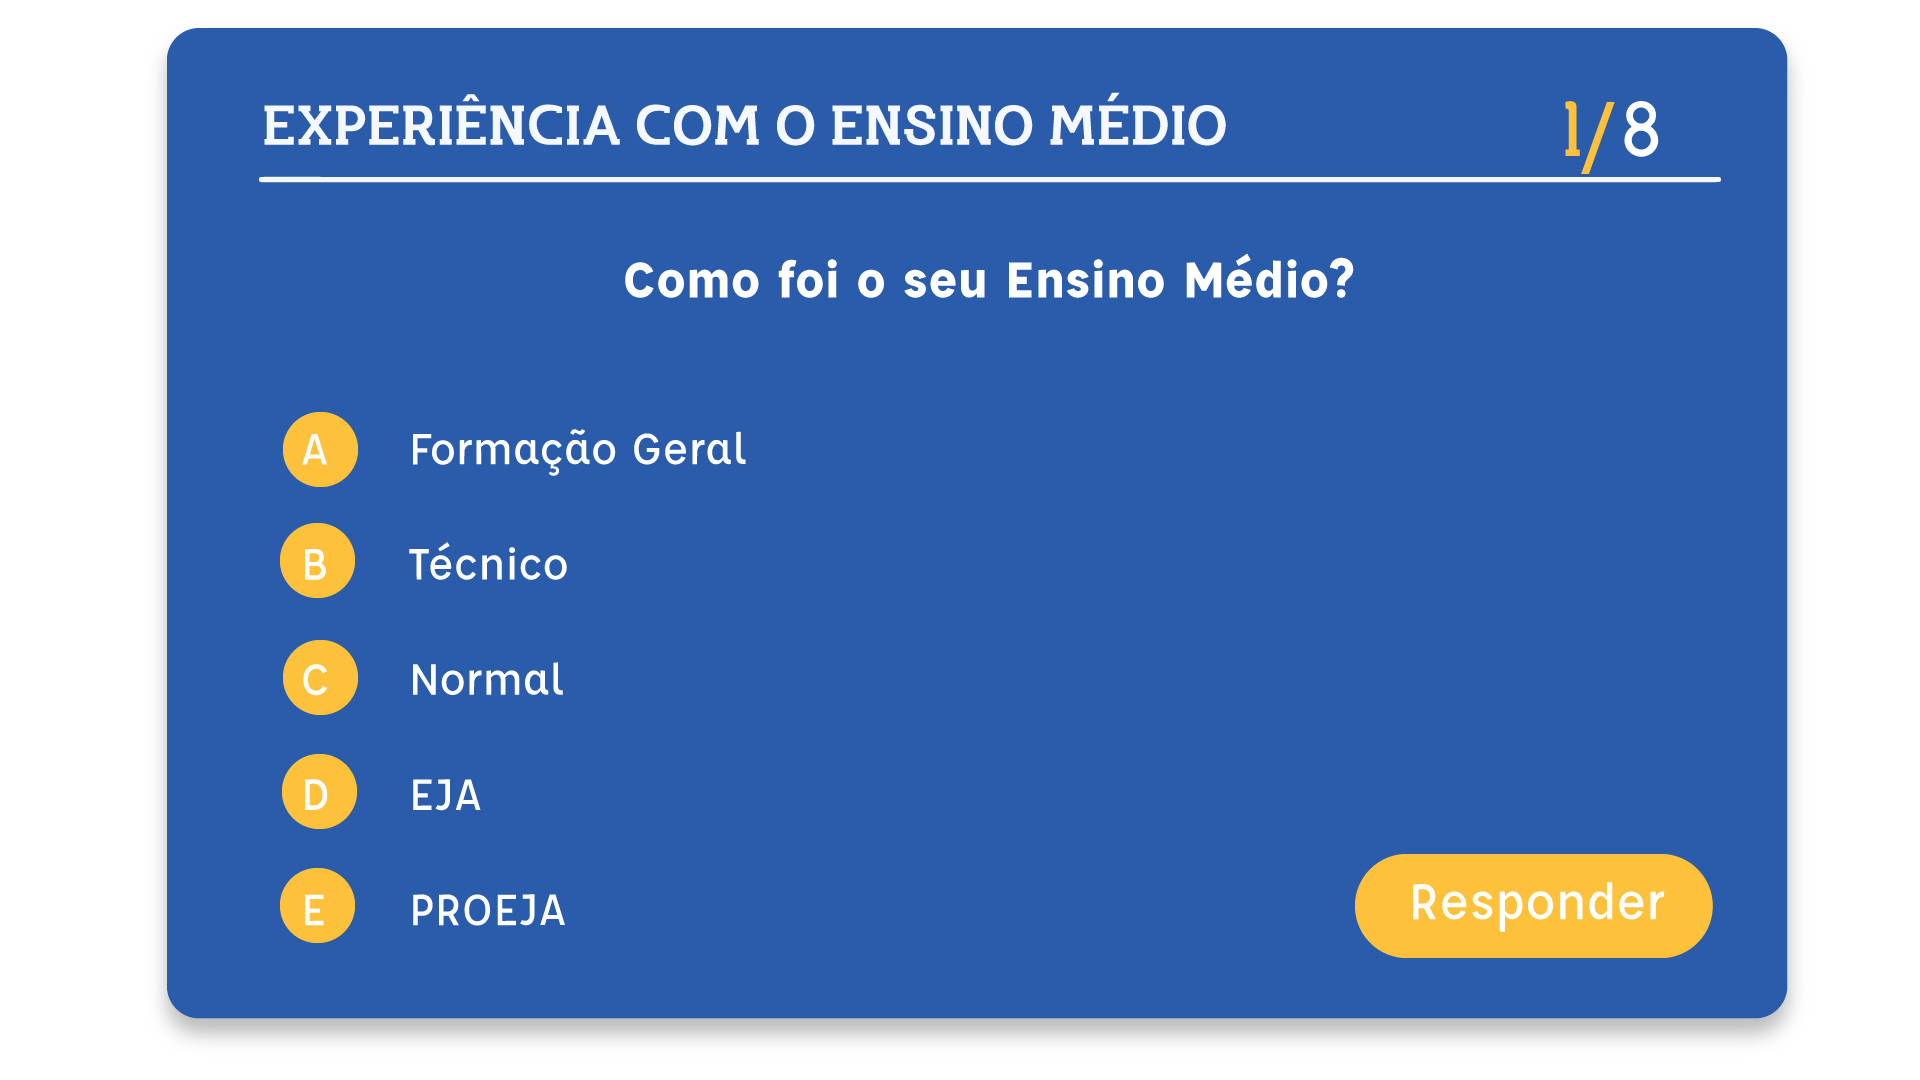 EXPERIÊNCIA COM O ENSINO MÉDIO
1/8
Como foi o seu Ensino Médio?
A Formação Geral
B Técnico
C Normal
D EJA
E PROEJA
Responder